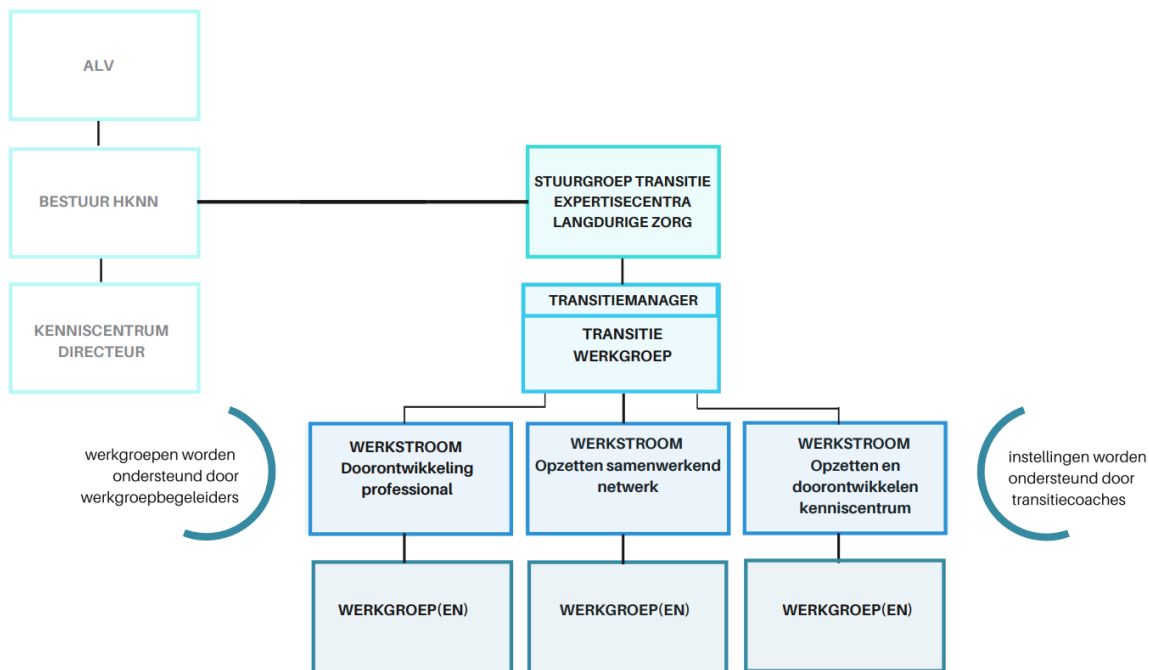 ALV
BESTUUR HKNN
STUURGROEP TRANSITIE
EXPERTISECENTRA
LANGDURIGE ZORG
KENNISCENTRUM
DIRECTEUR
TRANSITIEMANAGER
TRANSITIE
WERKGROEP
werkgroepen worden
ondersteund door
werkgroepbegeleiders
WERKSTROOM
Doorontwikkeling
professional
WERKSTROOM
Opzetten samenwerkend
netwerk
WERKSTROOM
Opzetten en
doorontwikkelen
kenniscentrum
instellingen worden
ondersteund door
transitiecoaches
WERKGROEP(EN)
WERKGROEP(EN)
WERKGROEP(EN)